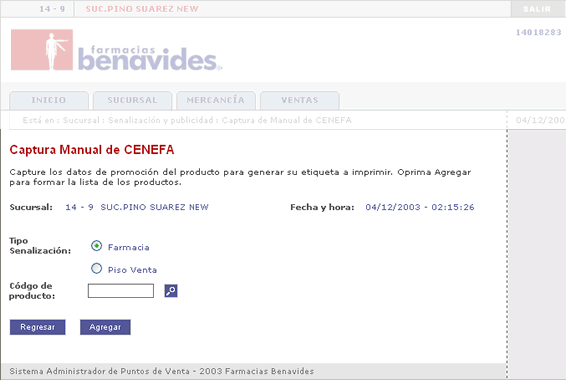 14 - 9 SUC.PINO SUAREZ NEW SALIR
14018283
farmacias
benavides
INICIO SUCURSAL MERCANCÍA VENTAS
Está en : Sucursal : Senalización y publicidad : Captura de Manual de CENEFA 04/12/200
Captura Manual de CENEFA
Capture los datos de promoción del producto para generar su etiqueta a imprimir. Oprima Agregar
para formar la lista de los productos.
Sucursal: 14 - 9 SUC.PINO SUAREZ NEW Fecha y hora: 04/12/2003 - 02:15:26
Tipo
Senalización: Farmacia
Piso Venta
Códgo de
producto:
Regresar Agregar
Sistema Administrador de Puntos de Venta - 2003 Farmacias Benavides